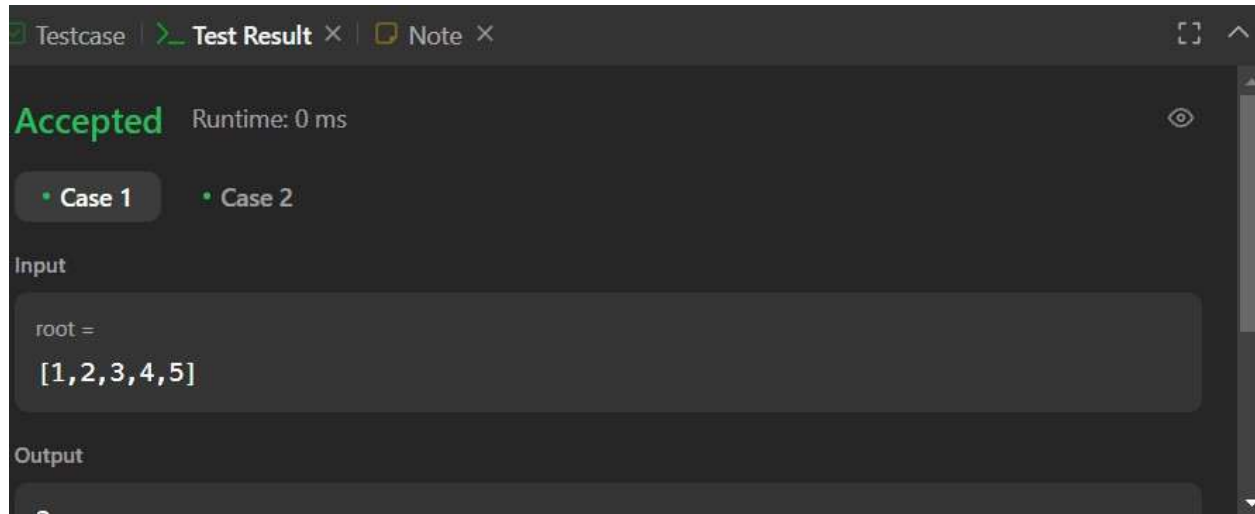 Testcase >_ Test Result × Note ×
Accepted Runtime: 0 ms
• Case 1 • Case 2
Input
root =
[1,2,3,4,5]
Output